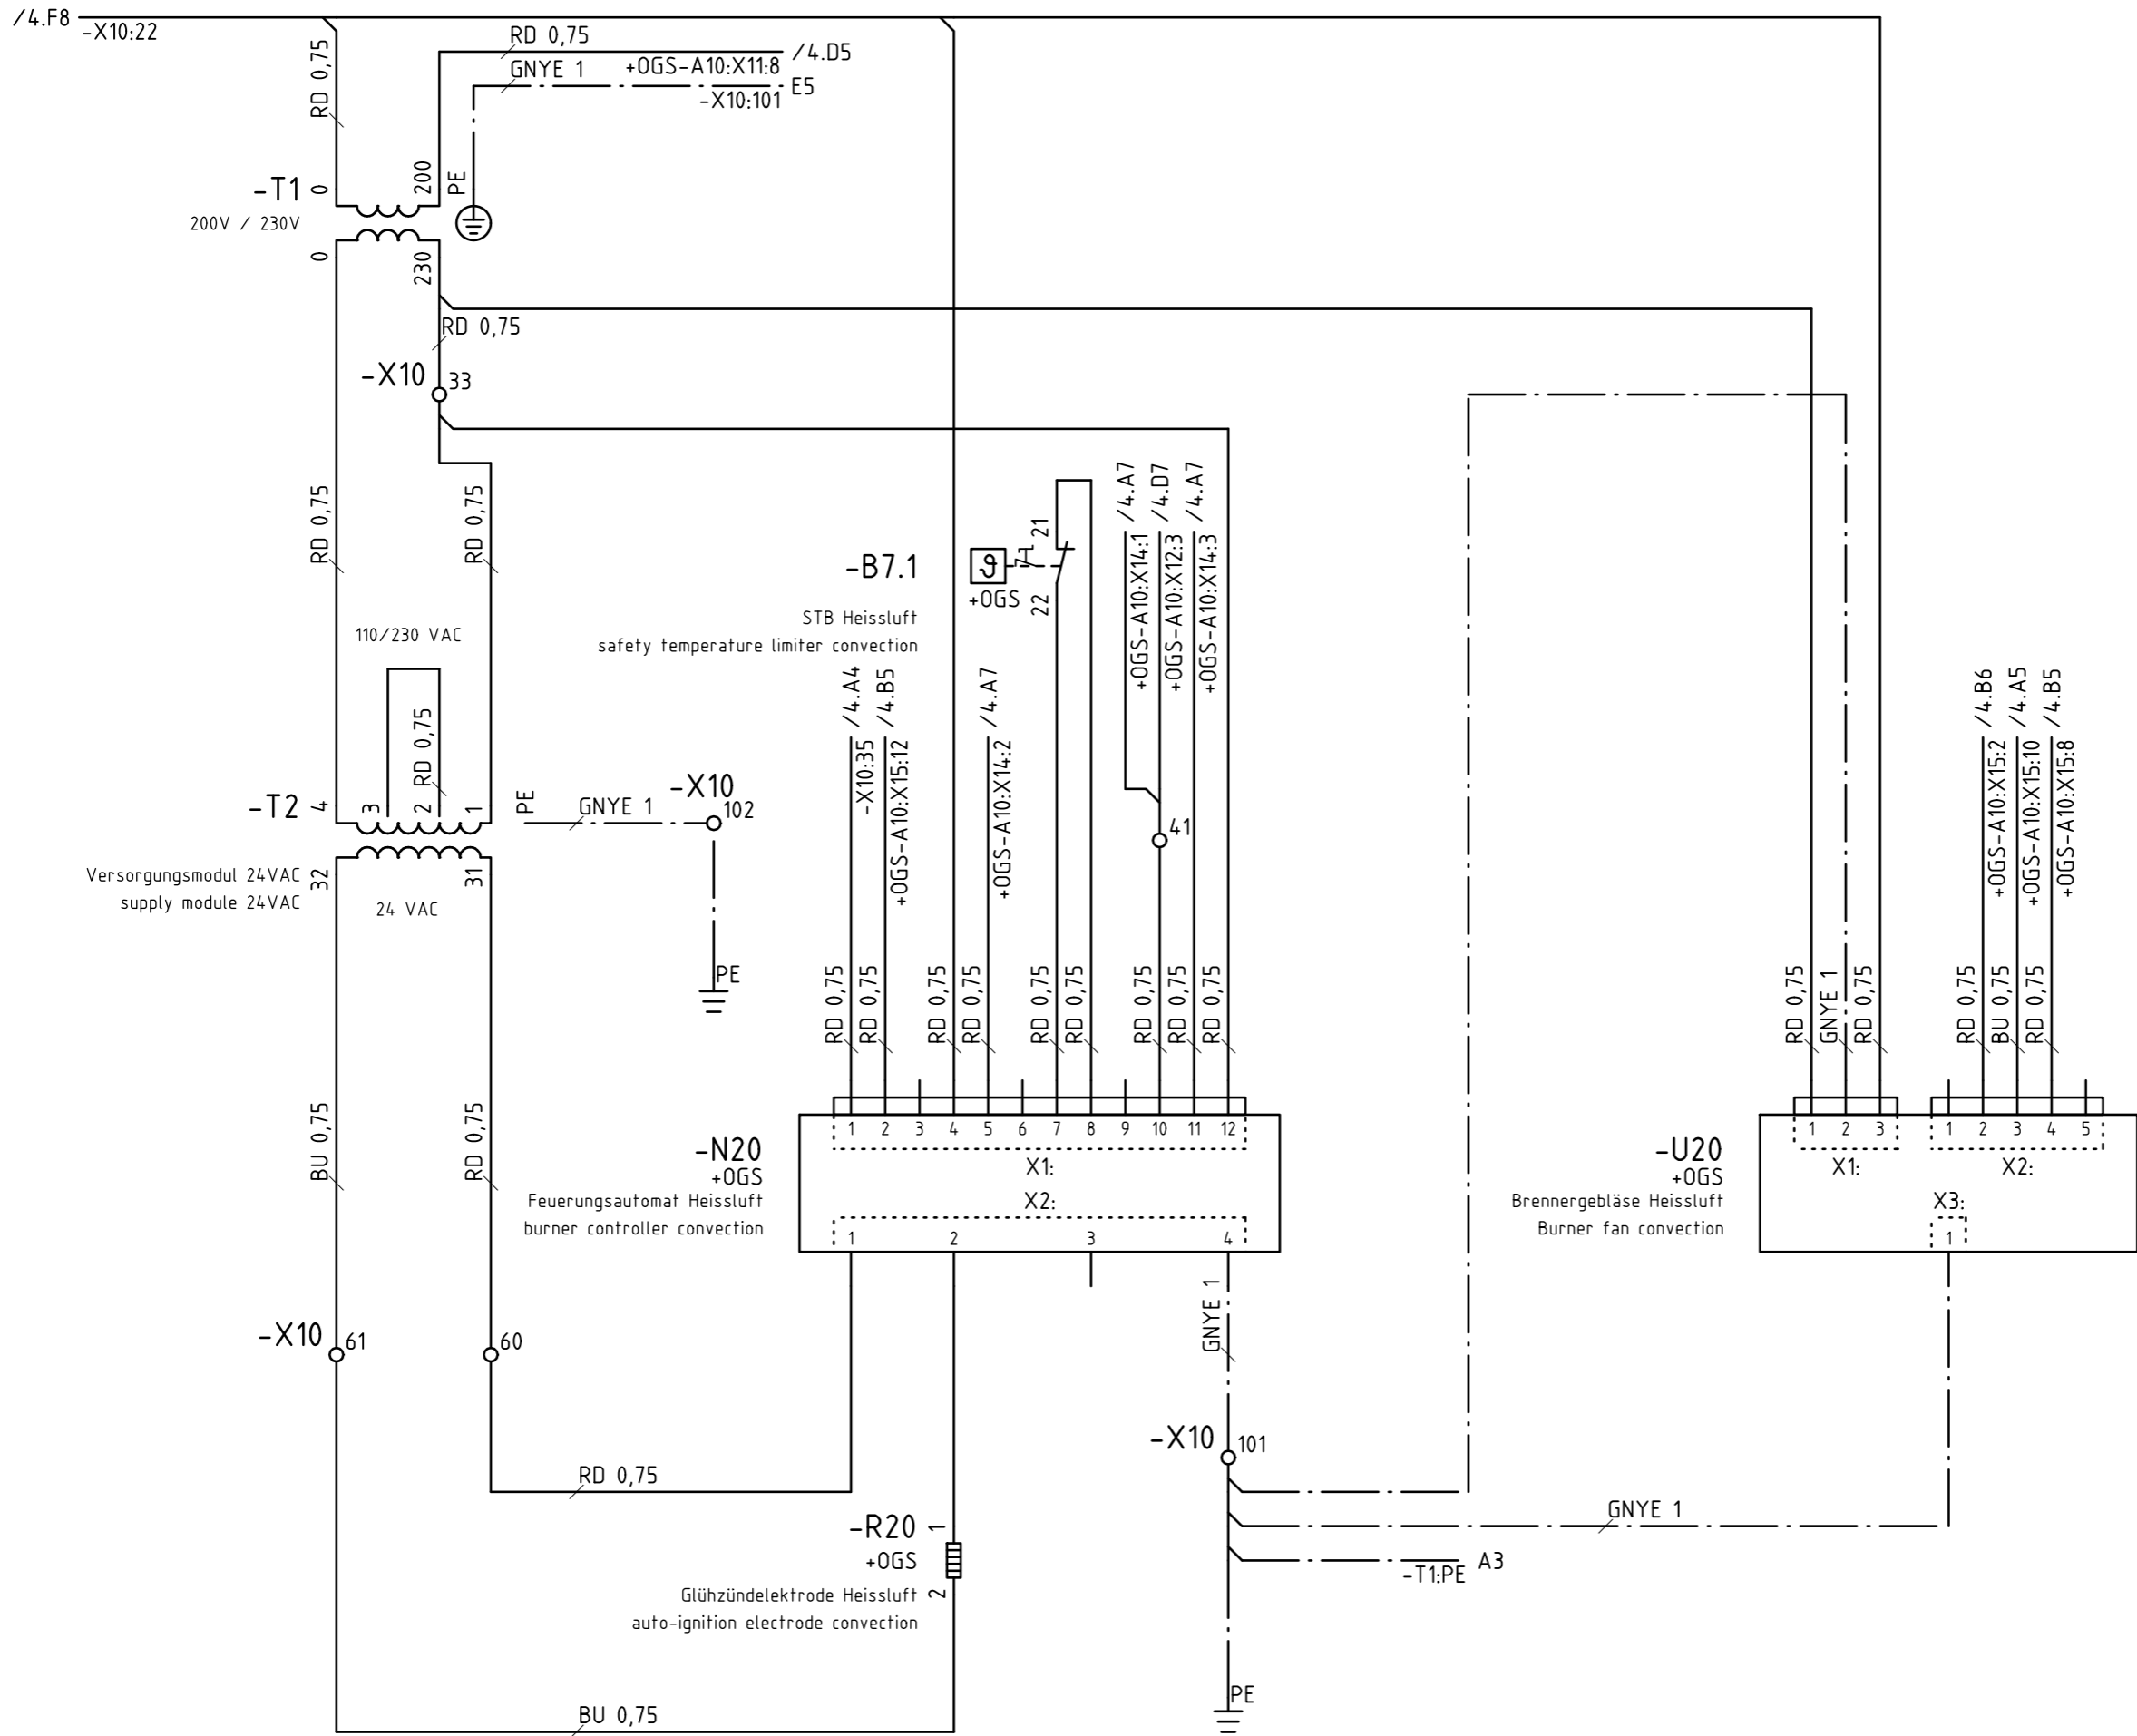 /4.F8
-X10:22
RD 0,75
RD 0,75
/4.D5
GNYE 1
+OGS-A10:X11:8
-X10:101
E5
-T1
0
200
PE
200V / 230V
0
230
RD 0,75
-X10
33
RD 0,75
RD 0,75
-B7.1
21
22
+OGS
STB Heissluft
safety temperature limiter convection
/4.A7
/4.D7
/4.A7
+OGS-A10:X14:1
+OGS-A10:X12:3
+OGS-A10:X14:3
110/230 VAC
RD 0,75
/4.A4
/4.B5
/4.A7
-X10:35
+OGS-A10:X15:12
+OGS-A10:X14:2
/4.B6
/4.A5
/4.B5
+OGS-A10:X15:2
+OGS-A10:X15:10
+OGS-A10:X15:8
-T2
4
3
2
1
PE
GNYE 1
-X10
102
41
Versorgungsmodul 24VAC
supply module 24VAC
32
24 VAC
31
PE
RD 0,75
RD 0,75
RD 0,75
RD 0,75
RD 0,75
RD 0,75
RD 0,75
RD 0,75
RD 0,75
RD 0,75
GNYE 1
RD 0,75
RD 0,75
BU 0,75
RD 0,75
BU 0,75
RD 0,75
-N20
+OGS
Feuerungsautomat Heissluft
burner controller convection
1 2 3 4 5 6 7 8 9 10 11 12
X1:
X2:
1 2 3 4
-U20
+OGS
Brennergebläse Heissluft
Burner fan convection
1 2 3
X1:
1 2 3 4 5
X2:
X3:
1
GNYE 1
-X10
61
60
-X10
101
RD 0,75
GNYE 1
-T1:PE
A3
-R20
1
+OGS
2
Glühzündelektrode Heissluft
auto-ignition electrode convection
PE
BU 0,75